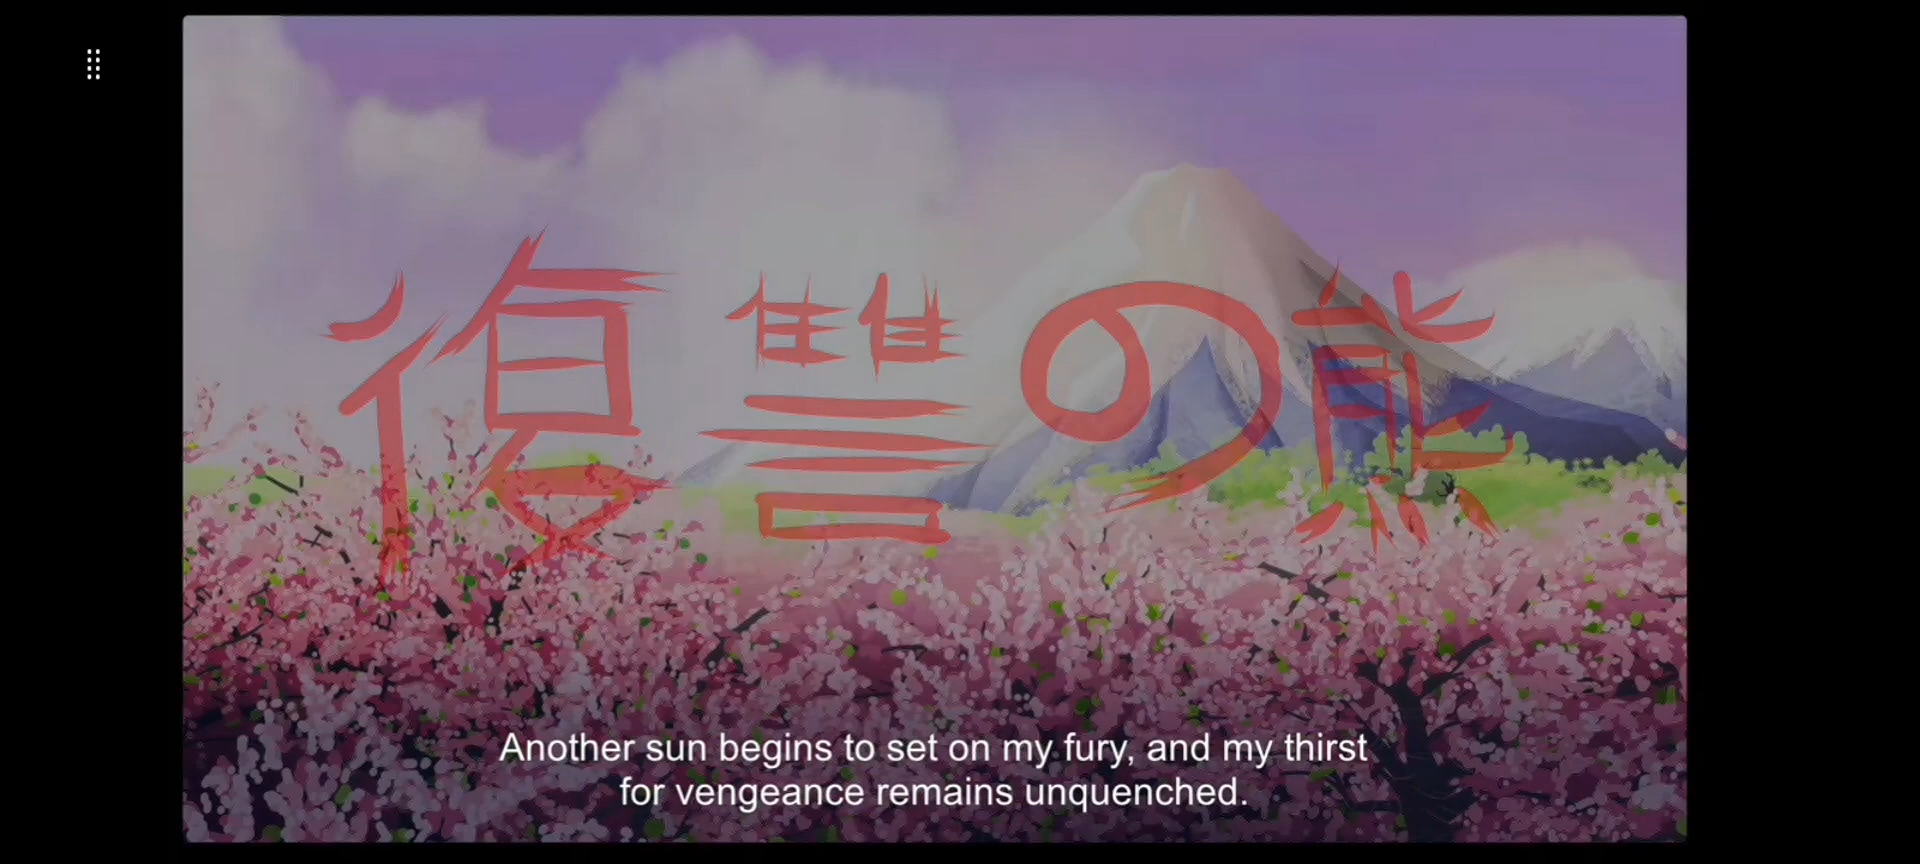 復讐の熊
Another sun begins to set on my fury, and my thirst
for vengeance remains unquenched.